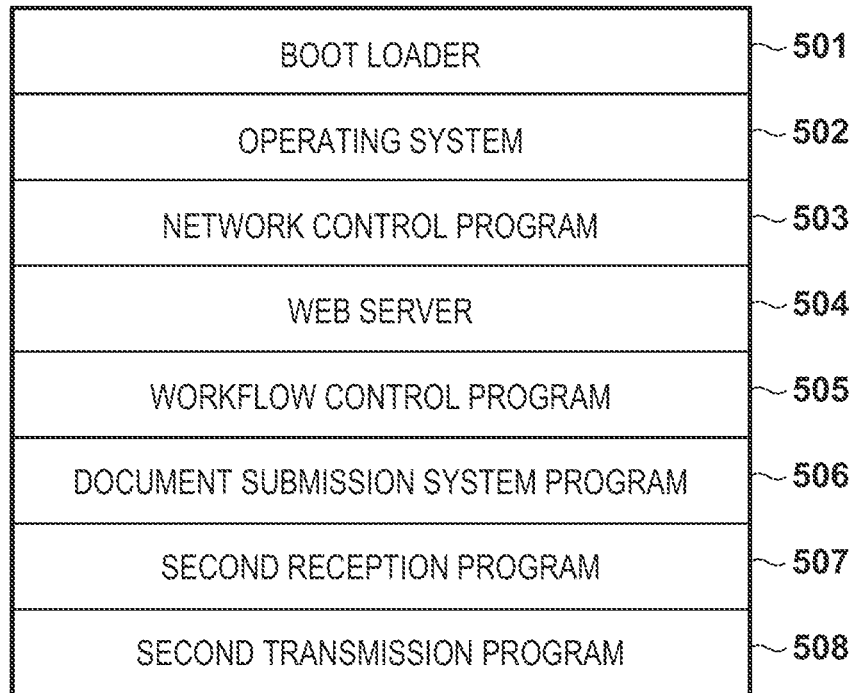 BOOT LOADER 501
OPERATING SYSTEM 502
NETWORK CONTROL PROGRAM 503
WEB SERVER 504
WORKFLOW CONTROL PROGRAM 505
DOCUMENT SUBMISSION SYSTEM PROGRAM 506
SECOND RECEPTION PROGRAM 507
SECOND TRANSMISSION PROGRAM 508